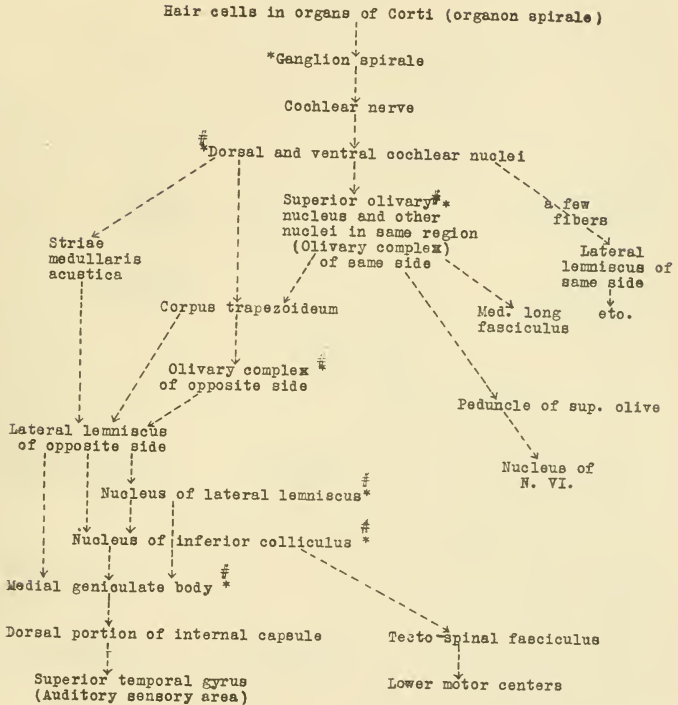 Hair cells in organs of Corti (organon spirale)
*Ganglion spirale
Cochlear nerve
#
*Dorsal and ventral cochlear nuclei
Superior olivary#*
nucleus and other
nuclei in same region
(Olivary complex)
of same side
a few
fibers
Striae
medullaris
acustica
Lateral
lemniscus of
same side
Corpus trapezoideum
Med. long
fasciculus
etc.
Olivary complex #*
of opposite side
Peduncle of sup. olive
Lateral lemniscus
of opposite side
Nucleus of
N. VI.
Nucleus of lateral lemniscus #*
Nucleus of inferior colliculus #*
Medial geniculate body #*
Dorsal portion of internal capsule
Tecto-spinal fasciculus
Superior temporal gyrus
(Auditory sensory area)
Lower motor centers